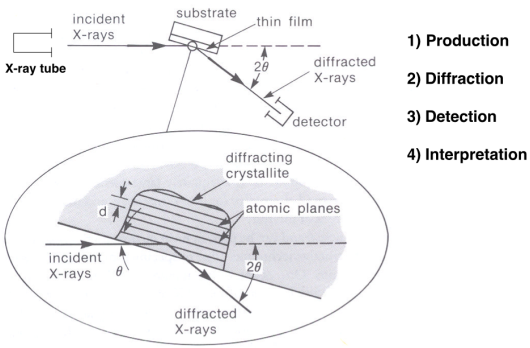 substrate
incident
X-rays
thin film
X-ray tube
2θ
diffracted
X-rays
detector
1) Production
2) Diffraction
3) Detection
4) Interpretation
diffracting
crystallite
d
atomic planes
incident
X-rays
θ
2θ
diffracted
X-rays